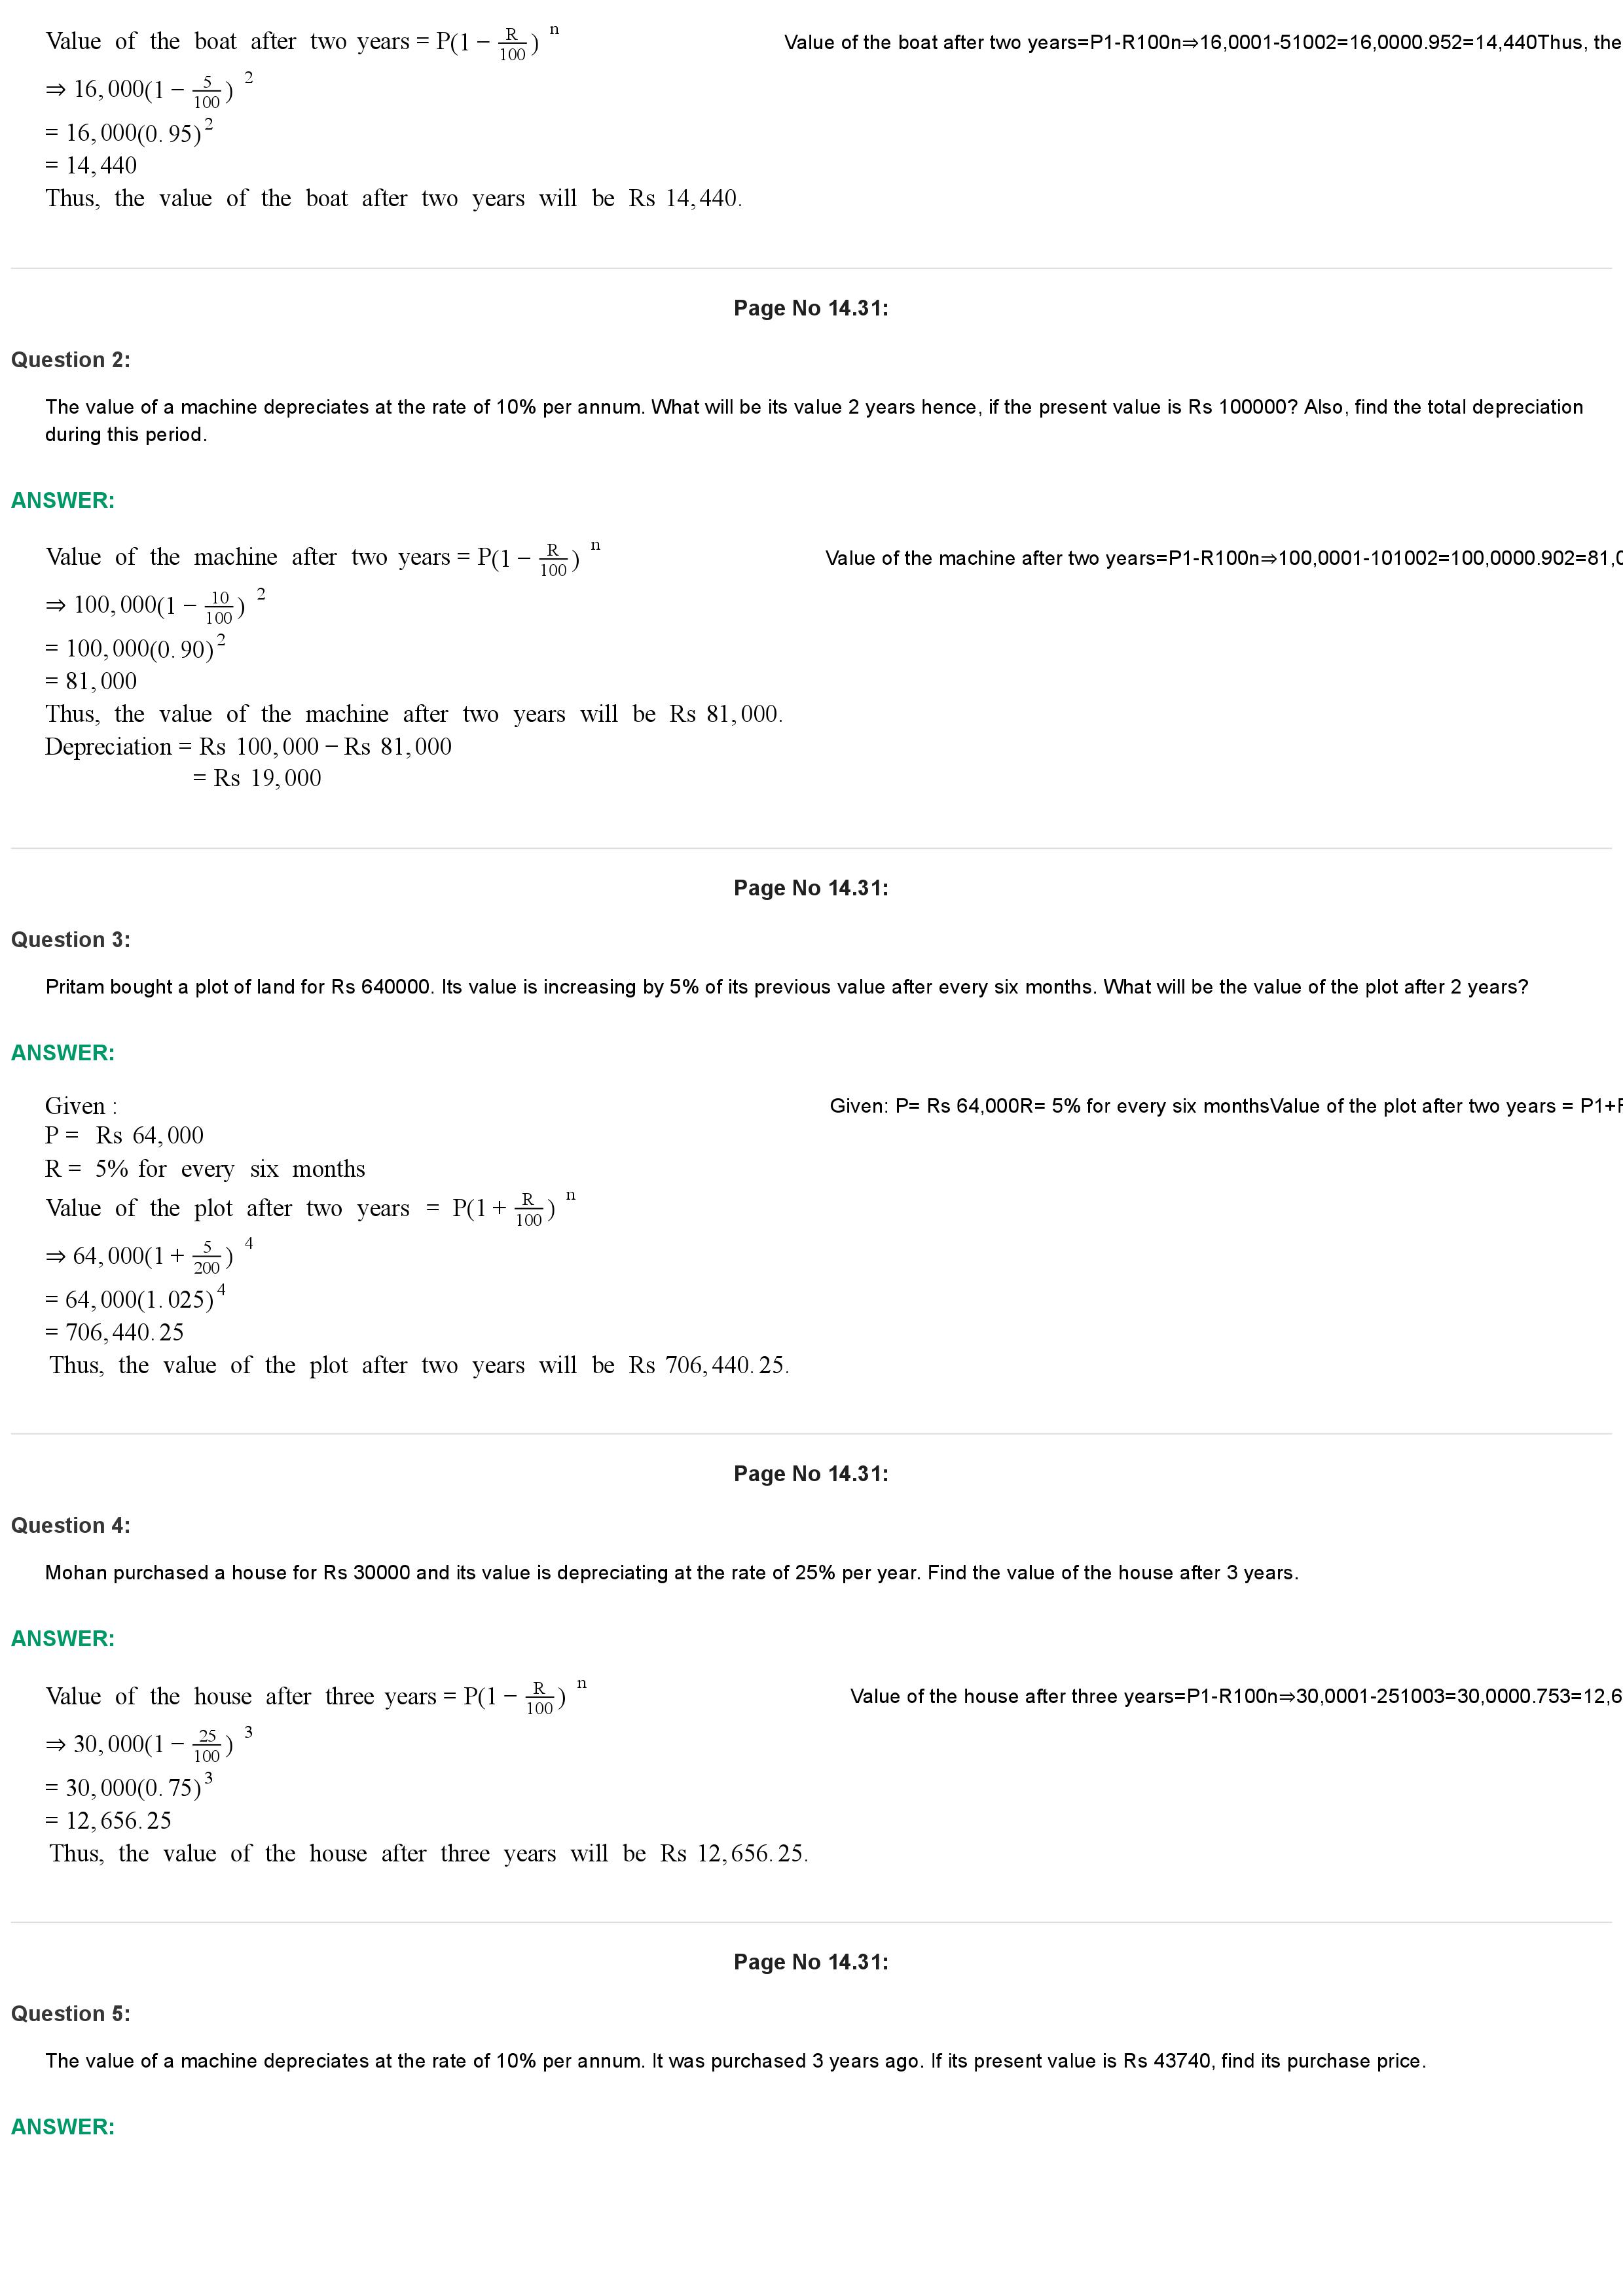 Value of the boat after two years = P(1 − R/100)^n Value of the boat after two years=P1-R100n⇒16,0001-51002=16,0000.952=14,440Thus, the
⇒ 16,000(1 − 5/100)^2
= 16,000(0.95)^2
= 14,440
Thus, the value of the boat after two years will be Rs 14,440.
Page No 14.31:
Question 2:
The value of a machine depreciates at the rate of 10% per annum. What will be its value 2 years hence, if the present value is Rs 100000? Also, find the total depreciation
during this period.
ANSWER:
Value of the machine after two years = P(1 − R/100)^n Value of the machine after two years=P1-R100n⇒100,0001-101002=100,0000.902=81,0
⇒ 100,000(1 − 10/100)^2
= 100,000(0.90)^2
= 81,000
Thus, the value of the machine after two years will be Rs 81,000.
Depreciation = Rs 100,000 − Rs 81,000
= Rs 19,000
Page No 14.31:
Question 3:
Pritam bought a plot of land for Rs 640000. Its value is increasing by 5% of its previous value after every six months. What will be the value of the plot after 2 years?
ANSWER:
Given : Given: P= Rs 64,000R= 5% for every six monthsValue of the plot after two years = P1+R
P = Rs 64,000
R = 5% for every six months
Value of the plot after two years = P(1 + R/100)^n
⇒ 64,000(1 + 5/200)^4
= 64,000(1.025)^4
= 706,440.25
Thus, the value of the plot after two years will be Rs 706,440.25.
Page No 14.31:
Question 4:
Mohan purchased a house for Rs 30000 and its value is depreciating at the rate of 25% per year. Find the value of the house after 3 years.
ANSWER:
Value of the house after three years = P(1 − R/100)^n Value of the house after three years=P1-R100n⇒30,0001-251003=30,0000.753=12,6
⇒ 30,000(1 − 25/100)^3
= 30,000(0.75)^3
= 12,656.25
Thus, the value of the house after three years will be Rs 12,656.25.
Page No 14.31:
Question 5:
The value of a machine depreciates at the rate of 10% per annum. It was purchased 3 years ago. If its present value is Rs 43740, find its purchase price.
ANSWER: